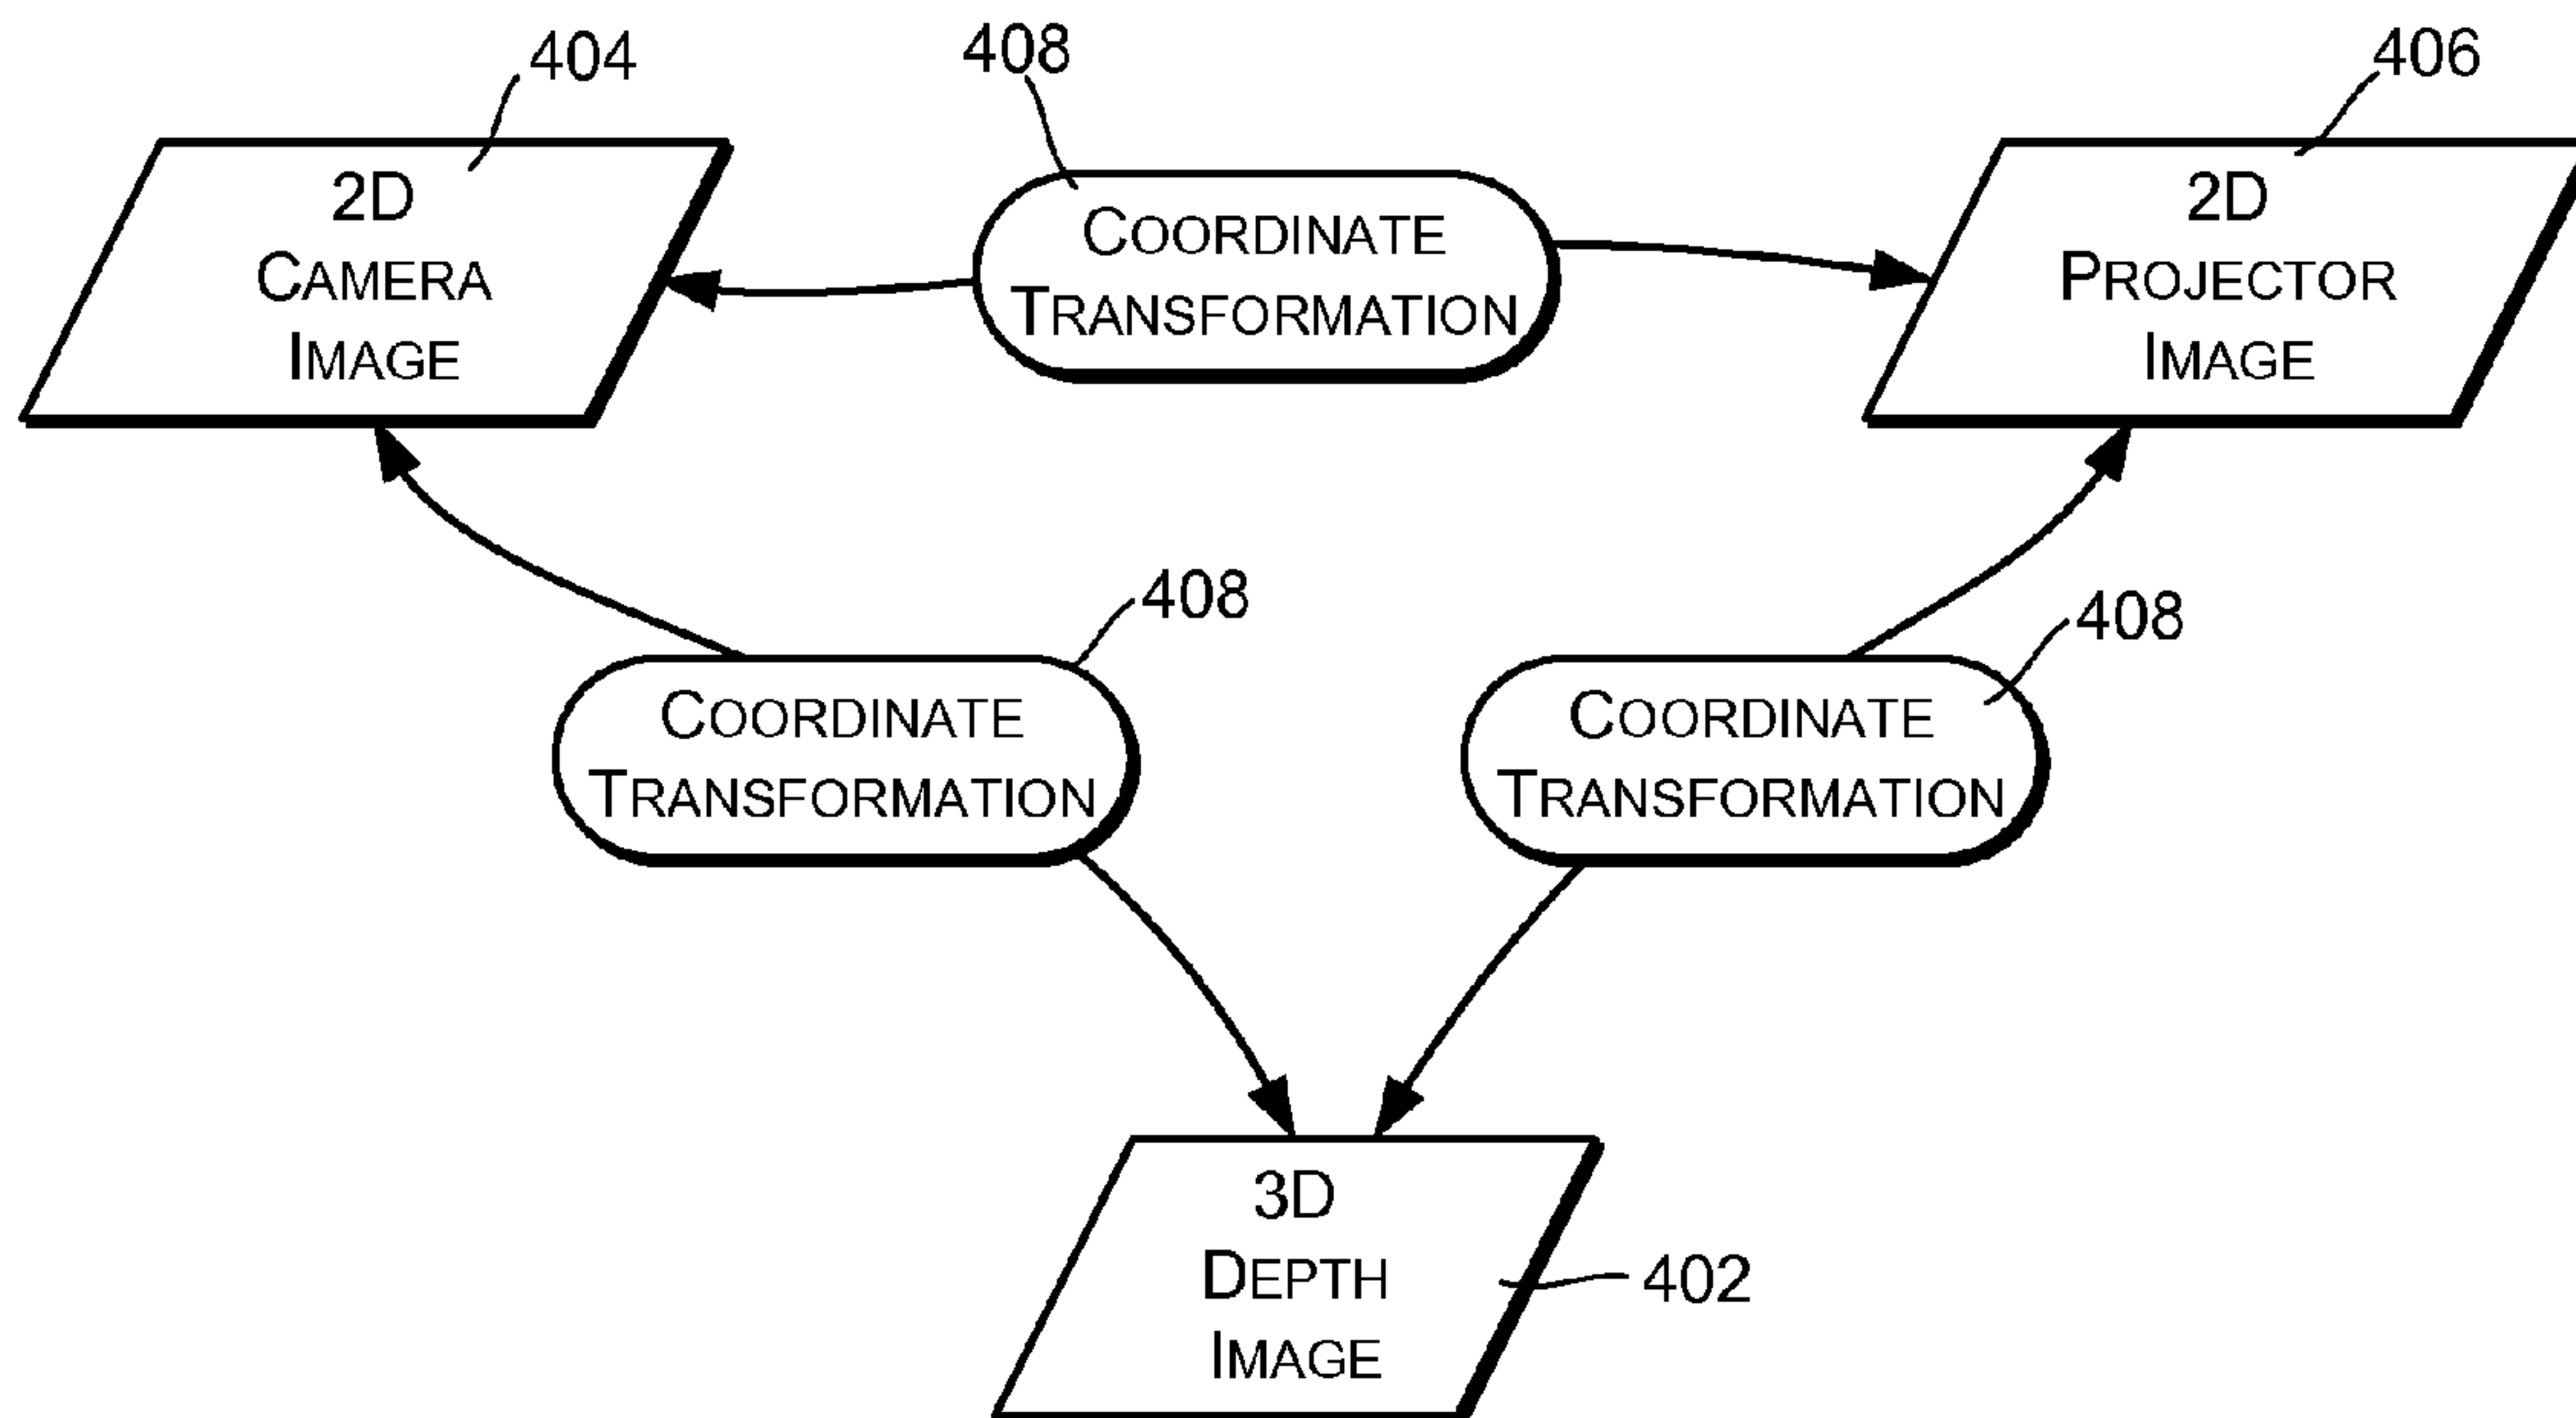 404
408
406
2D
CAMERA
IMAGE
COORDINATE
TRANSFORMATION
2D
PROJECTOR
IMAGE
408
408
COORDINATE
TRANSFORMATION
COORDINATE
TRANSFORMATION
3D
DEPTH
IMAGE
402